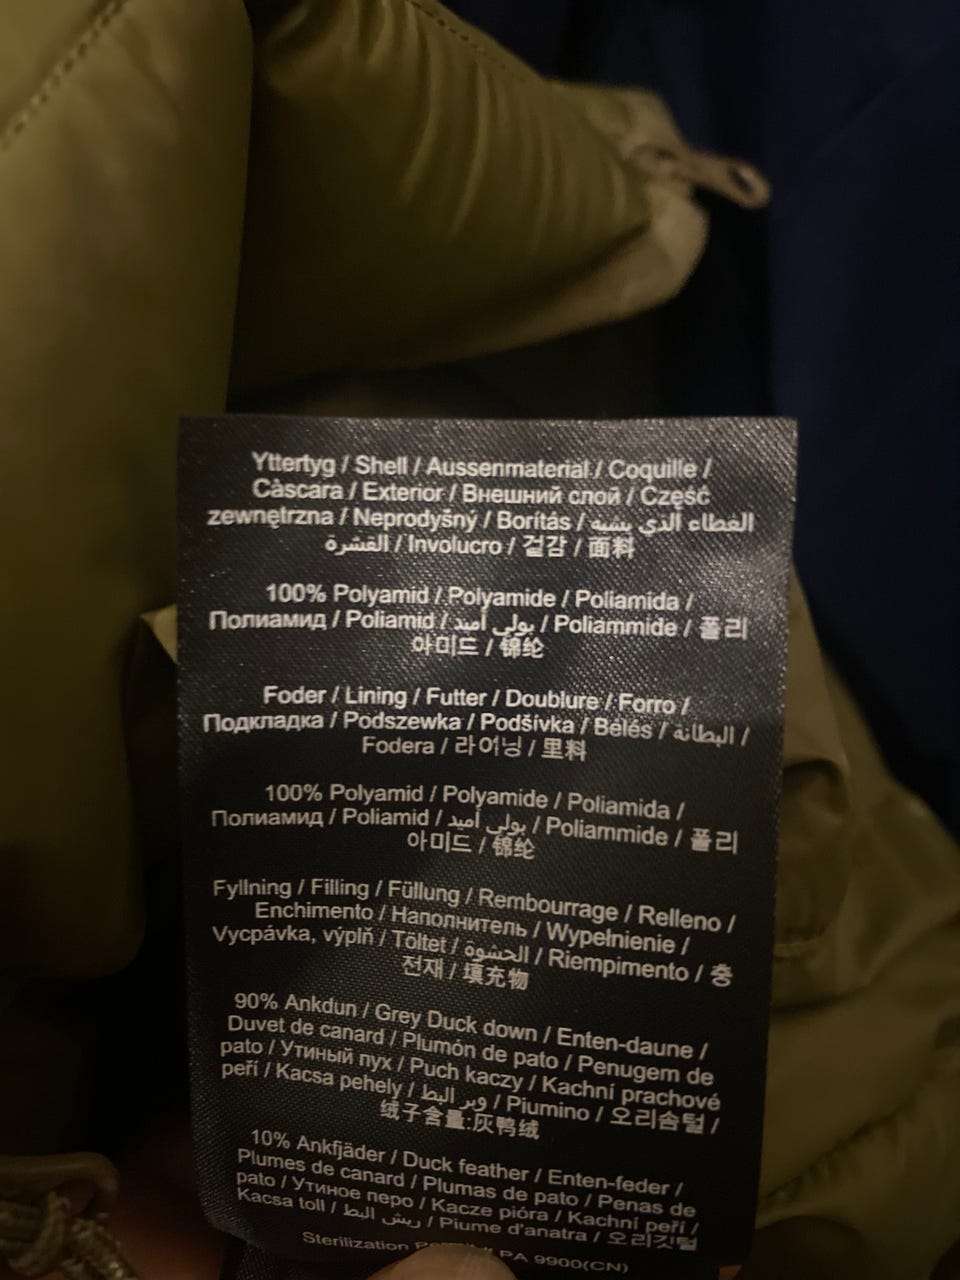 Yttertyg / Shell / Aussenmaterial / Coquille /
Càscara / Exterior / Внешний слой / Część
zewnętrzna / Neprodyšný / Borítás / الغطاء الذي يشبه
القشرة / Involucro / 겉감 / 面料
100% Polyamid / Polyamide / Poliamida /
Полиамид / Poliamid / بولي أميد / Poliammide / 폴리
아미드 / 锦纶
Foder / Lining / Futter / Doublure / Forro /
Подкладка / Podszewka / Podšívka / Bélés / البطانة /
Fodera / 라이닝 / 里料
100% Polyamid / Polyamide / Poliamida /
Полиамид / Poliamid / بولي أميد / Poliammide / 폴리
아미드 / 锦纶
Fyllning / Filling / Füllung / Rembourrage / Relleno /
Enchimento / Наполнитель / Wypełnienie /
Vycpávka, výplň / Töltet / الحشوة / Riempimento / 충
전재 / 填充物
90% Ankdun / Grey Duck down / Enten-daune /
Duvet de canard / Plumón de pato / Penugem de
pato / Утиный пух / Puch kaczy / Kachní prachové
peří / Kacsa pehely / وبر البط / Piumino / 오리솜털 /
绒子含量:灰鸭绒
10% Ankfjäder / Duck feather / Enten-feder /
Plumes de canard / Plumas de pato / Penas de
pato / Утиное перо / Kacze pióra / Kachní peří /
Kacsa toll / ريش البط / Piume d'anatra / 오리깃털
Sterilization PA 9900(CN)